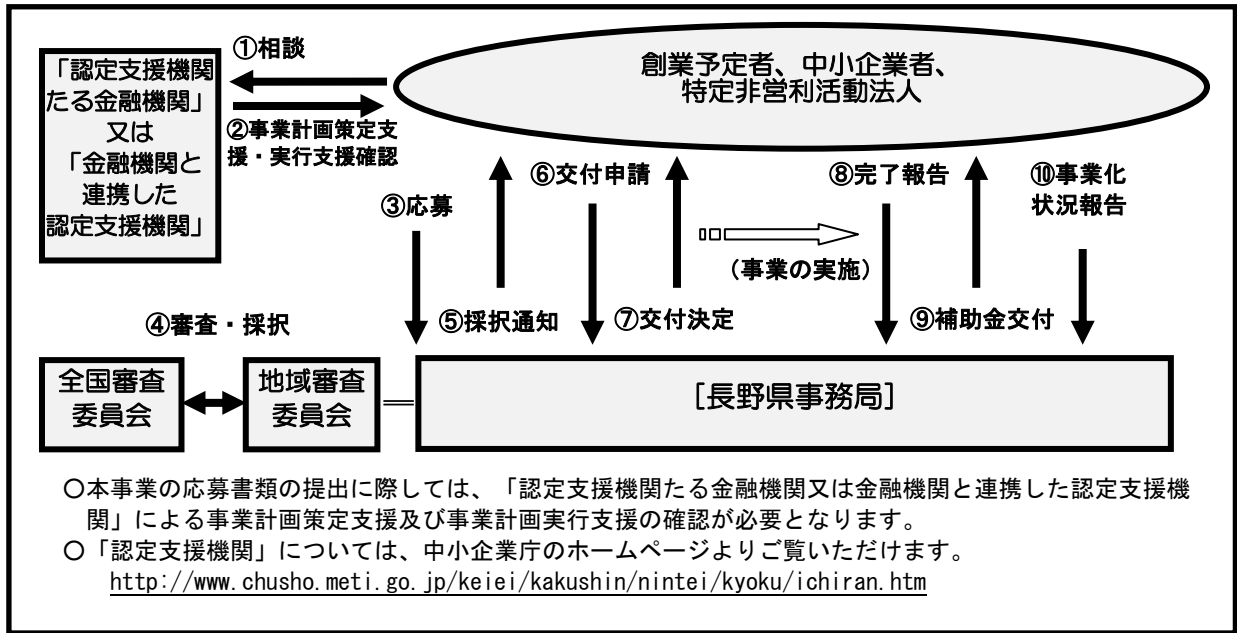 ①相談
「認定支援機関
たる金融機関」
又は
「金融機関と
連携した
認定支援機関」
②事業計画策定支
援・実行支援確認
創業予定者、中小企業者、
特定非営利活動法人
③応募
⑥交付申請
⑧完了報告
⑩事業化
状況報告
(事業の実施)
④審査・採択
⑤採択通知
⑦交付決定
⑨補助金交付
全国審査
委員会
地域審査
委員会
[長野県事務局]
○本事業の応募書類の提出に際しては、「認定支援機関たる金融機関又は金融機関と連携した認定支援機
関」による事業計画策定支援及び事業計画実行支援の確認が必要となります。
○「認定支援機関」については、中小企業庁のホームページよりご覧いただけます。
http://www.chusho.meti.go.jp/keiei/kakushin/nintei/kyoku/ichiran.htm